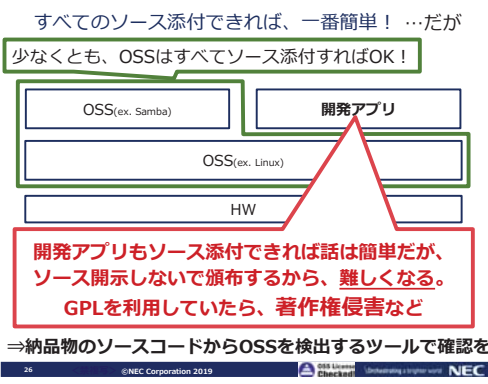 すべてのソース添付できれば、一番簡単！ …だが
少なくとも、OSSはすべてソース添付すればOK！
OSS(ex. Samba)
開発アプリ
OSS(ex. Linux)
HW
開発アプリもソース添付できれば話は簡単だが、
ソース開示しないで頒布するから、難しくなる。
GPLを利用していたら、著作権侵害など
⇒納品物のソースコードからOSSを検出するツールで確認を
26
©NEC Corporation 2019
OSS License
Checked!
\Orchestrating a brighter world
NEC